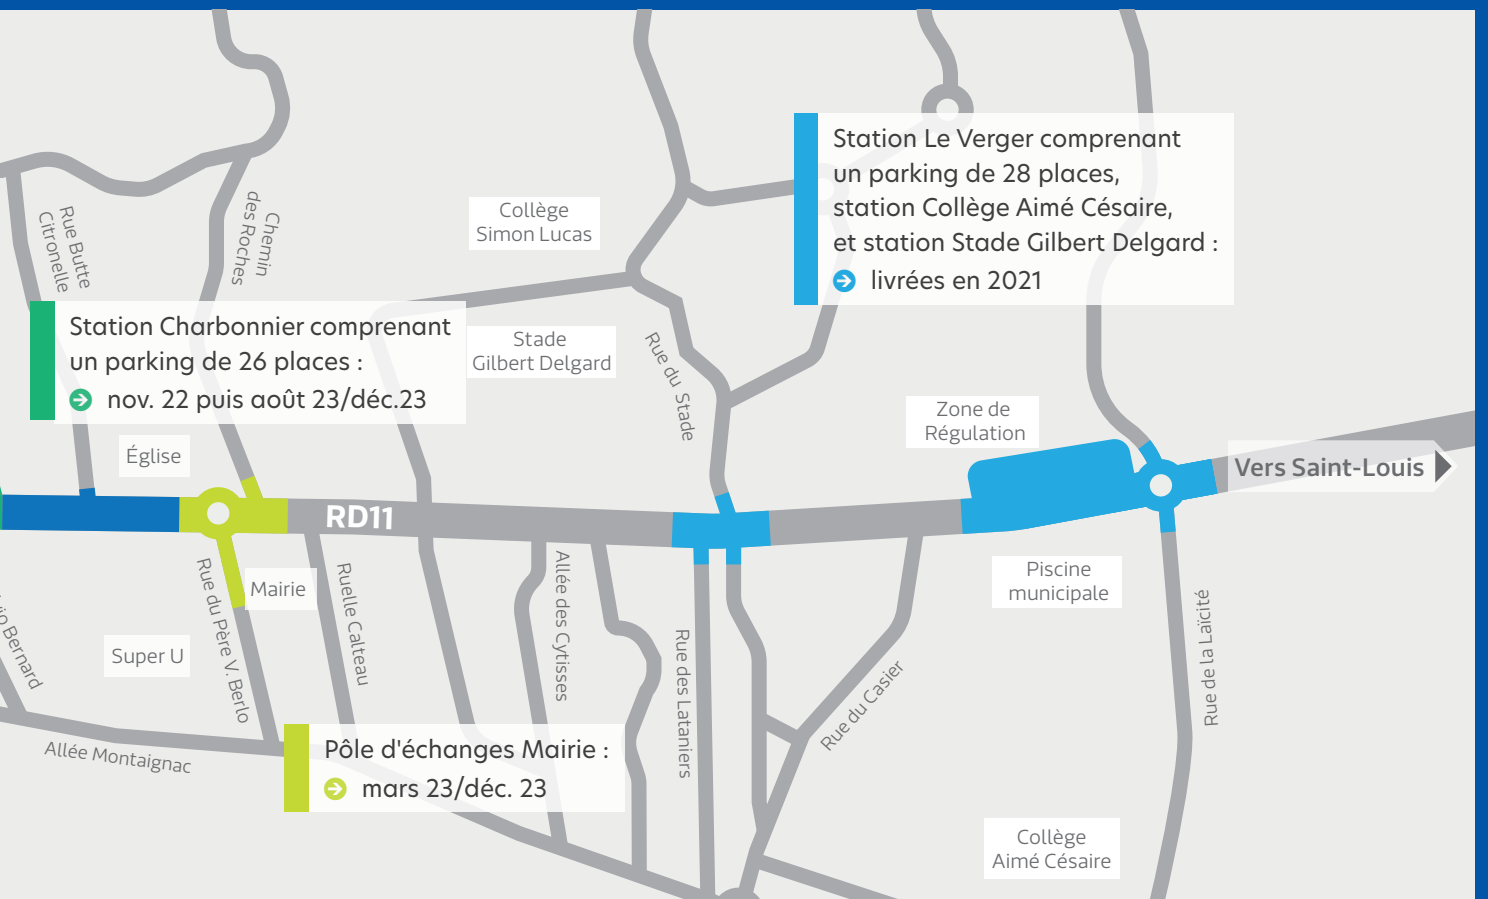 Station Le Verger comprenant
un parking de 28 places,
station Collège Aimé Césaire,
et station Stade Gilbert Delgard :
livrées en 2021
Collège
Simon Lucas
Chemin
des Roches
Rue Butte
Citronelle
Station Charbonnier comprenant
un parking de 26 places :
nov. 22 puis août 23/déc.23
Stade
Gilbert Delgard
Rue du Stade
Zone de
Régulation
Église
Vers Saint-Louis
RD11
Mairie
Rue du Père V. Berlo
Ruelle Calteau
Allée des Cytisses
Piscine
municipale
Rue de la Laïcité
Bernard
Super U
Rue des Lataniers
Rue du Casier
Allée Montaignac
Pôle d'échanges Mairie :
mars 23/déc. 23
Collège
Aimé Césaire